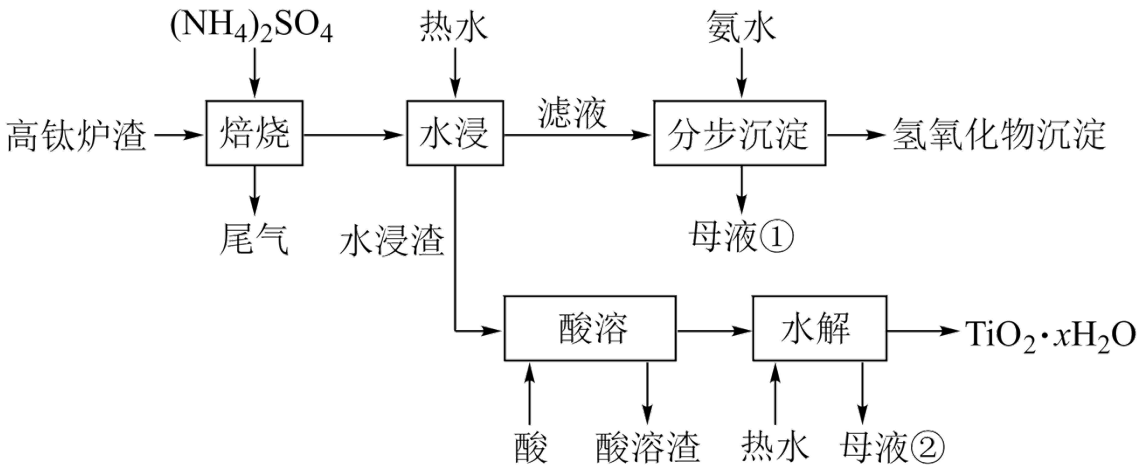 (NH4)2SO4 热水 氨水
高钛炉渣 焙烧 水浸 滤液 分步沉淀 氢氧化物沉淀
尾气 水浸渣 母液①
酸溶 水解 TiO2·xH2O
酸 酸溶渣 热水 母液②